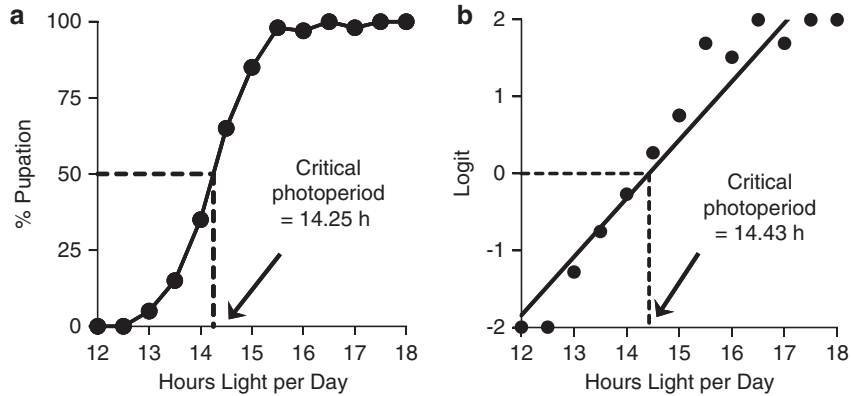 a
100
75
50
25
0
% Pupation
Critical
photoperiod
= 14.25 h
12 13 14 15 16 17 18
Hours Light per Day
b
2
1
0
-1
-2
Logit
Critical
photoperiod
= 14.43 h
12 13 14 15 16 17 18
Hours Light per Day